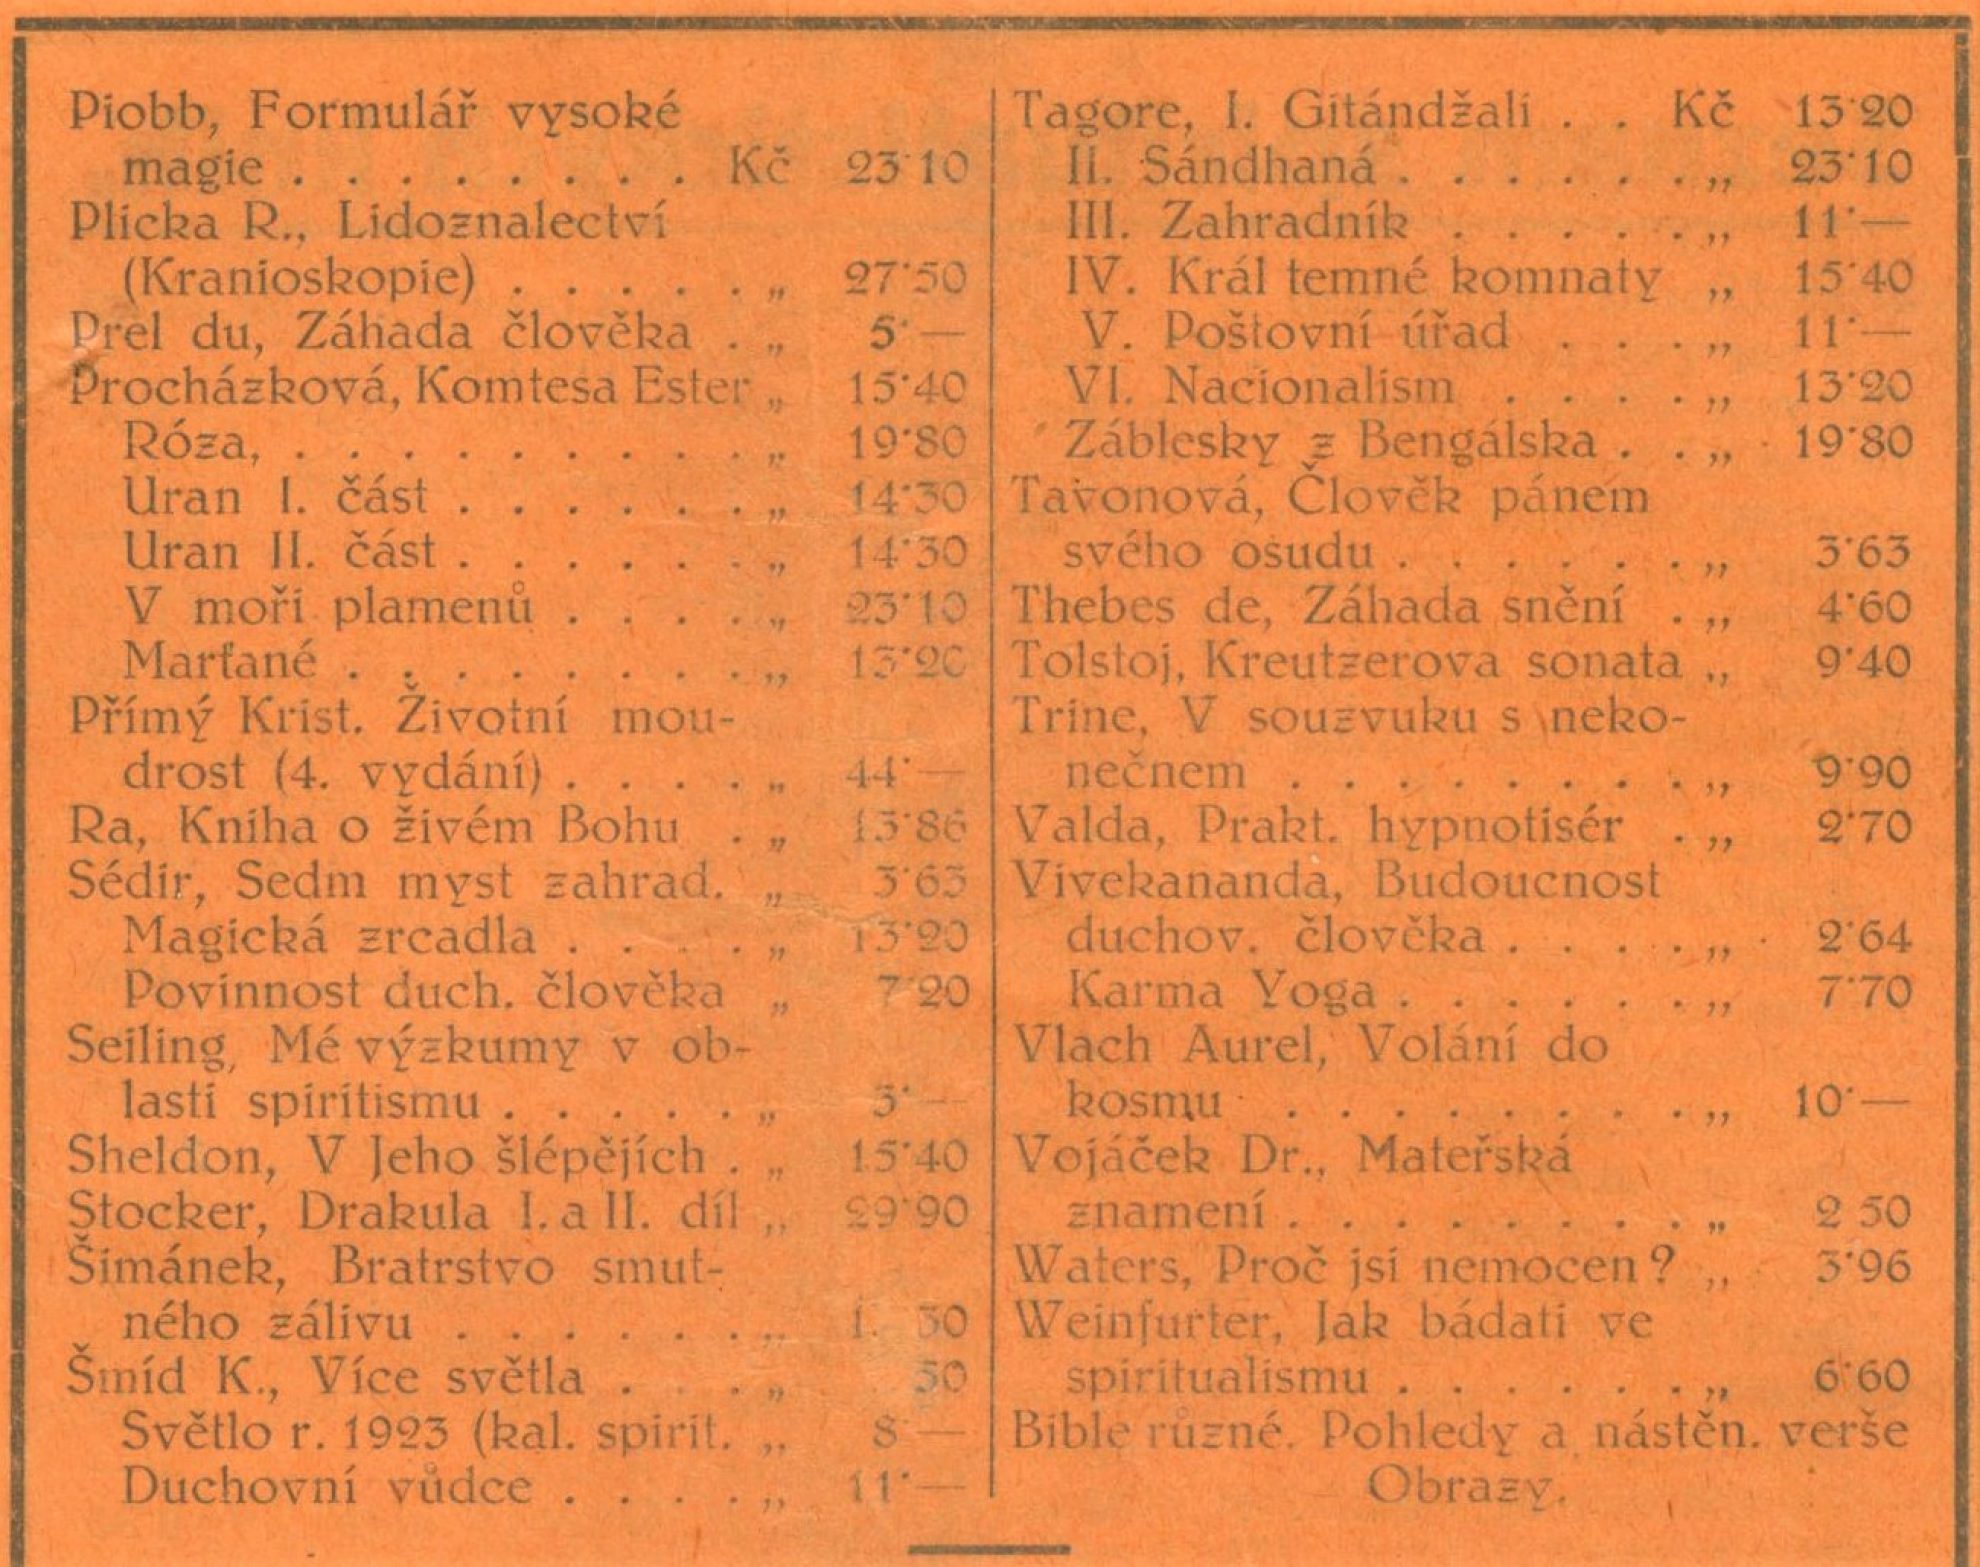 Piobb, Formulář vysoké
magie . . . . . . . . Kč 23·10
Plicka R., Lidoznalectví
(Kranioskopie) . . . . . „ 27·50
Prel du, Záhada člověka . „ 5·—
Procházková, Komtesa Ester „ 15·40
Róza, . . . . . . . . . „ 19·80
Uran I. část . . . . . . „ 14·30
Uran II. část . . . . . . „ 14·30
V moři plamenů . . . . „ 23·10
Marťané . . . . . . . . „ 13·20
Přímý Krist. Životní mou-
drost (4. vydání) . . . . „ 44·—
Ra, Kniha o živém Bohu . „ 13·86
Sédir, Sedm myst zahrad. „ 3·63
Magická zrcadla . . . . „ 13·20
Povinnost duch. člověka „ 7·20
Seiling, Mé výzkumy v ob-
lasti spiritismu . . . . . „ 3·—
Sheldon, V Jeho šlépějích . „ 15·40
Stocker, Drakula I. a II. díl „ 29·90
Šimánek, Bratrstvo smut-
ného zálivu . . . . . . „ 30
Šmíd K., Více světla . . . „ 50
Světlo r. 1923 (kal. spirit. „ 8 —
Duchovní vůdce . . . . „ 11·—
Tagore, I. Gitándžali . . Kč 13·20
II. Sándhaná . . . . . . „ 23·10
III. Zahradník . . . . . „ 11·—
IV. Král temné komnaty „ 15·40
V. Poštovní úřad . . . „ 11·—
VI. Nacionalism . . . . „ 13·20
Záblesky z Bengálska . . „ 19·80
Tavonová, Člověk pánem
svého osudu . . . . . . „ 3·63
Thebes de, Záhada snění . „ 4·60
Tolstoj, Kreutzerova sonata „ 9·40
Trine, V souzvuku s neko-
nečnem . . . . . . . . „ 9·90
Valda, Prakt. hypnotisér . „ 2·70
Vivekananda, Budoucnost
duchov. člověka . . . . „ 2·64
Karma Yoga . . . . . . „ 7·70
Vlach Aurel, Volání do
kosmu . . . . . . . . „ 10·—
Vojáček Dr., Mateřská
znamení . . . . . . . . „ 2 50
Waters, Proč jsi nemocen? „ 3·96
Weinfurter, Jak bádati ve
spiritualismu . . . . . . „ 6·60
Bible různé. Pohledy a nástěn. verše
Obrazy.